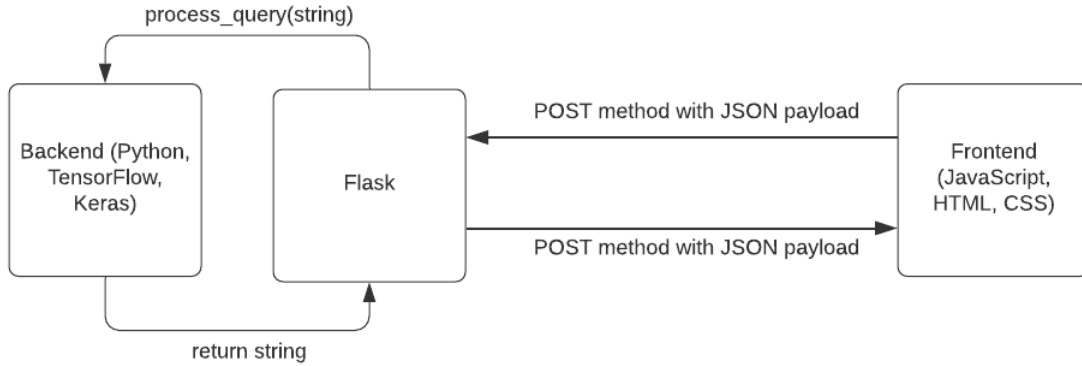 process_query(string)
POST method with JSON payload
Backend (Python,
TensorFlow,
Keras)
Flask
Frontend
(JavaScript,
HTML, CSS)
POST method with JSON payload
return string